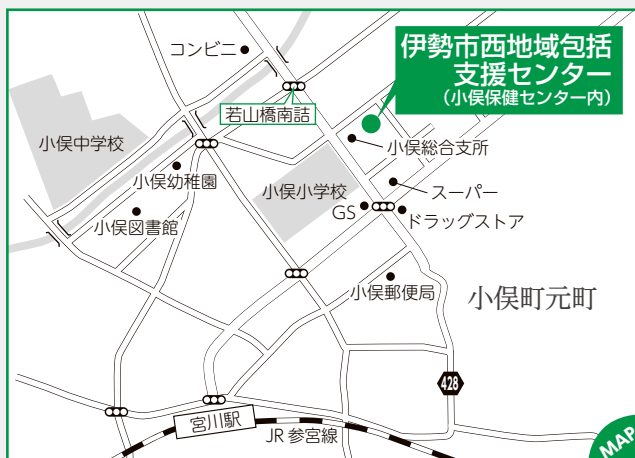 コンビニ
伊勢市西地域包括
支援センター
(小俣保健センター内)
若山橋南詰
小俣中学校
小俣総合支所
小俣幼稚園
小俣小学校
スーパー
GS
ドラッグストア
小俣図書館
小俣郵便局
小俣町元町
428
宮川駅
JR 参宮線
MAP